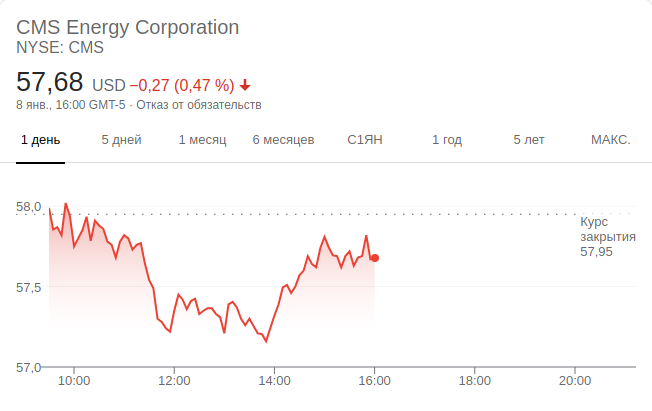 CMS Energy Corporation
NYSE: CMS
57,68 USD −0,27 (0,47 %)
8 янв., 16:00 GMT-5 · Отказ от обязательств
1 день 5 дней 1 месяц 6 месяцев С1ЯН 1 год 5 лет МАКС.
58,0
Курс
закрытия
57,95
57,5
57,0
10:00 12:00 14:00 16:00 18:00 20:00